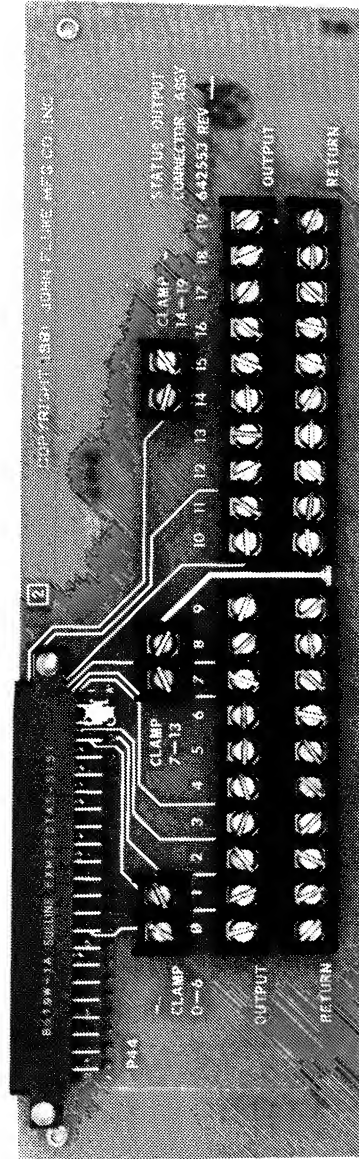 COPYRIGHT 1981 JOHN FLUKE MFG CO INC
STATUS OUTPUT
CONNECTOR ASSY
642553 REV
2
P44
CLAMP
0-6
CLAMP
7-13
CLAMP
14-19
0 1 2 3 4 5 6 7 8 9 10 11 12 13 14 15 16 17 18 19
OUTPUT
OUTPUT
RETURN
RETURN